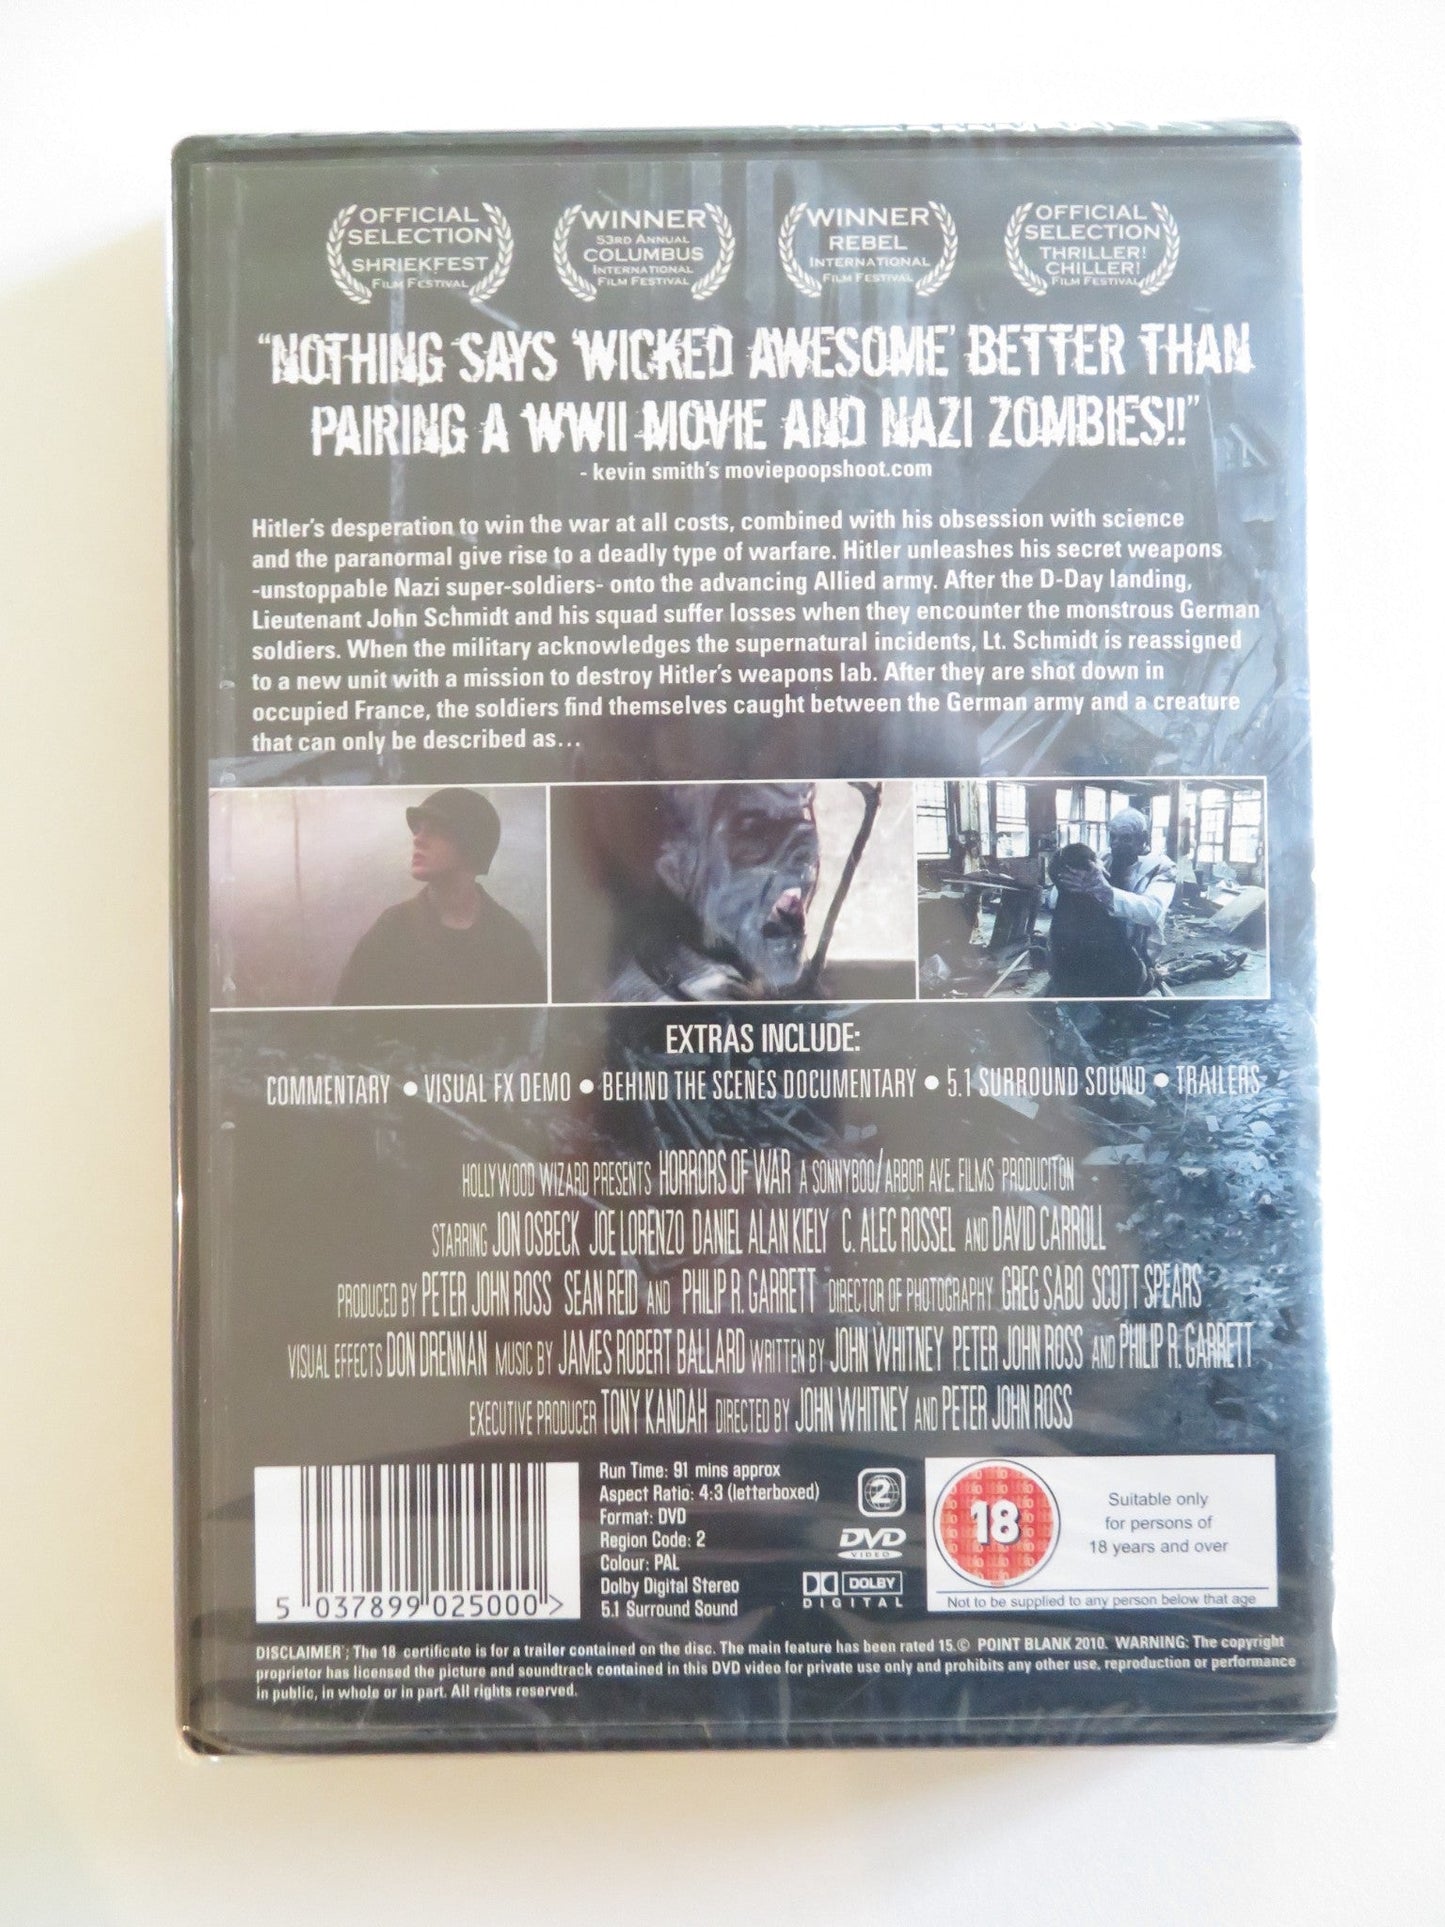 OFFICIAL
SELECTION
SHRIEKFEST
FILM FESTIVAL
WINNER
53RD ANNUAL
COLUMBUS
INTERNATIONAL
FILM FESTIVAL
WINNER
REBEL
INTERNATIONAL
FILM FESTIVAL
OFFICIAL
SELECTION
THRILLER!
CHILLER!
FILM FESTIVAL
"NOTHING SAYS 'WICKED AWESOME' BETTER THAN
PAIRING A WWII MOVIE AND NAZI ZOMBIES!!"
- kevin smith's moviepoopshoot.com
Hitler's desperation to win the war at all costs, combined with his obsession with science
and the paranormal give rise to a deadly type of warfare. Hitler unleashes his secret weapons
-unstoppable Nazi super-soldiers- onto the advancing Allied army. After the D-Day landing,
Lieutenant John Schmidt and his squad suffer losses when they encounter the monstrous German
soldiers. When the military acknowledges the supernatural incidents, Lt. Schmidt is reassigned
to a new unit with a mission to destroy Hitler's weapons lab. After they are shot down in
occupied France, the soldiers find themselves caught between the German army and a creature
that can only be described as...
EXTRAS INCLUDE:
COMMENTARY • VISUAL FX DEMO • BEHIND THE SCENES DOCUMENTARY • 5.1 SURROUND SOUND • TRAILERS
HOLLYWOOD WIZARD PRESENTS HORRORS OF WAR A SONNYBOO/ARBOR AVE. FILMS PRODUCITON
STARRING JON OSBECK JOE LORENZO DANIEL ALAN KIELY C. ALEC ROSSEL AND DAVID CARROLL
PRODUCED BY PETER JOHN ROSS SEAN REID AND PHILIP R. GARRETT DIRECTOR OF PHOTOGRAPHY GREG SABO SCOTT SPEARS
VISUAL EFFECTS DON DRENNAN MUSIC BY JAMES ROBERT BALLARD WRITTEN BY JOHN WHITNEY PETER JOHN ROSS AND PHILIP R. GARRETT
EXECUTIVE PRODUCER TONY KANDAH DIRECTED BY JOHN WHITNEY AND PETER JOHN ROSS
5 037899 025000 >
Run Time: 91 mins approx
Aspect Ratio: 4:3 (letterboxed)
Format: DVD
Region Code: 2
Colour: PAL
Dolby Digital Stereo
5.1 Surround Sound
2
DVD
VIDEO
DOLBY
DIGITAL
18
Suitable only
for persons of
18 years and over
Not to be supplied to any person below that age
DISCLAIMER'; The 18 certificate is for a trailer contained on the disc. The main feature has been rated 15.© POINT BLANK 2010. WARNING: The copyright
proprietor has licensed the picture and soundtrack contained in this DVD video for private use only and prohibits any other use, reproduction or performance
in public, in whole or in part. All rights reserved.